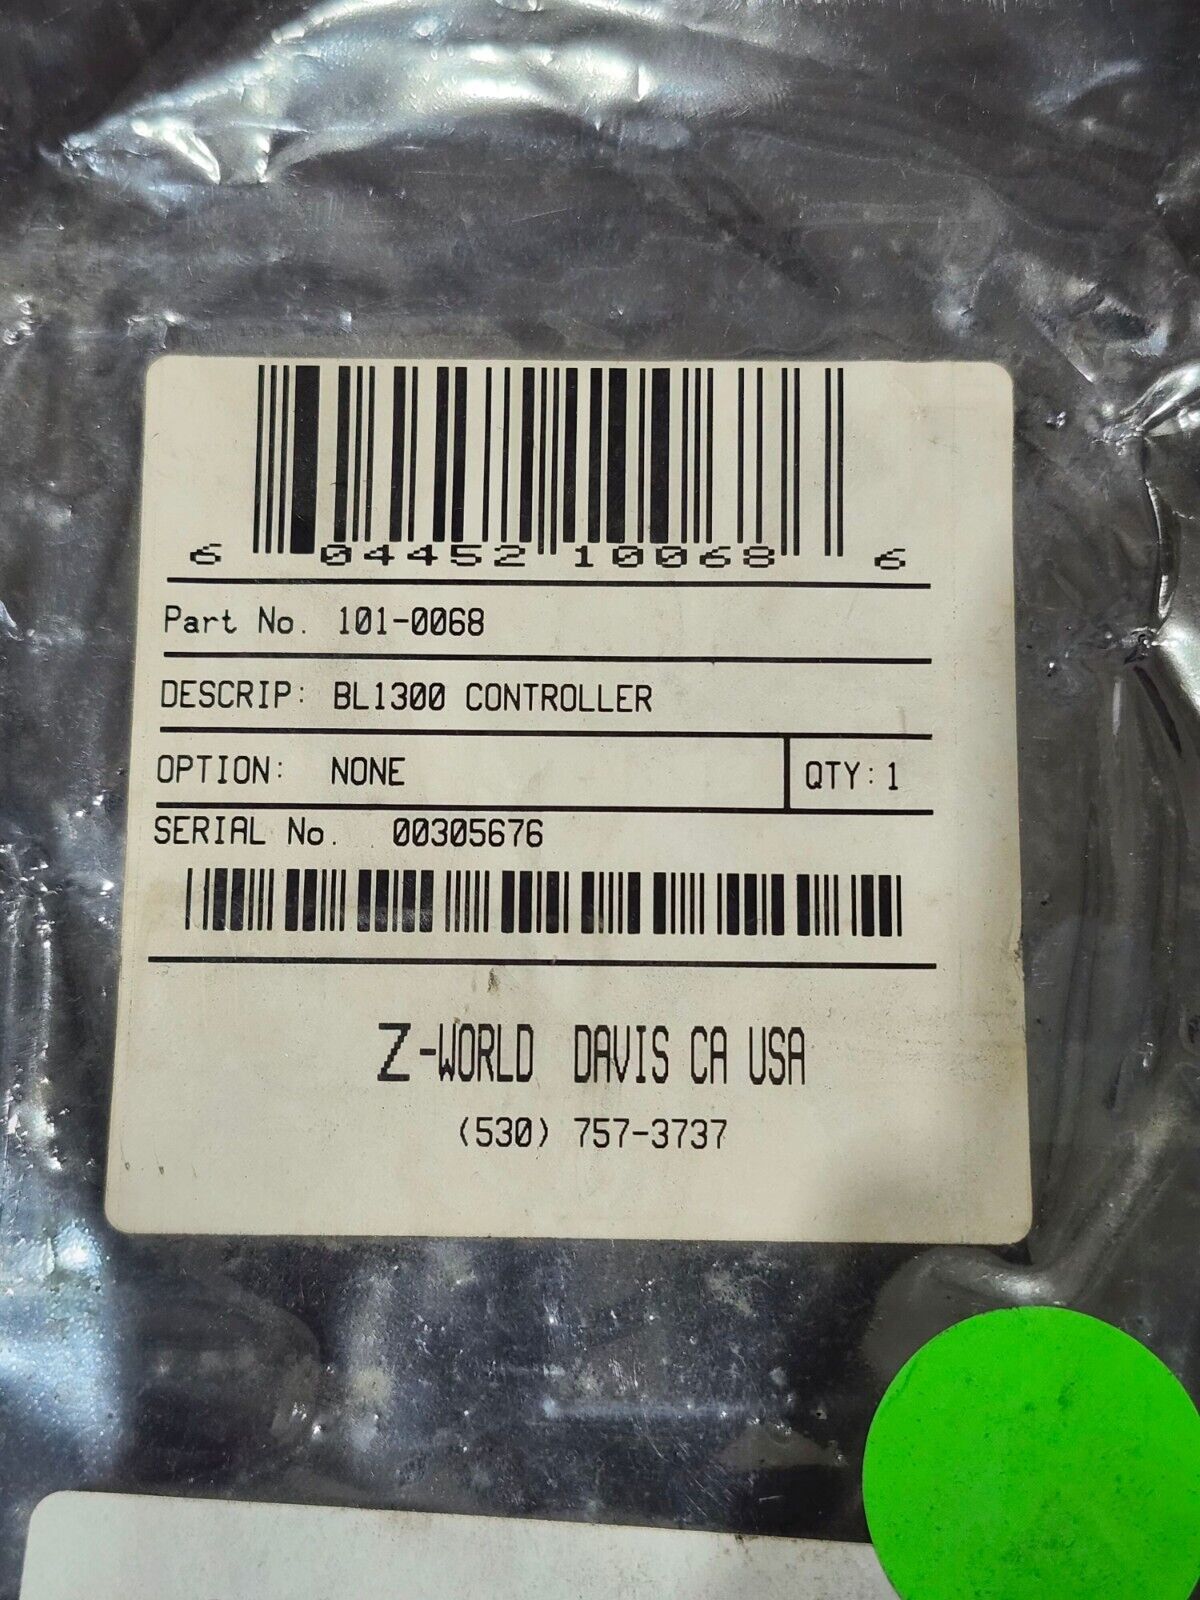 6 04452 10068 6
Part No. 101-0068
DESCRIP: BL1300 CONTROLLER
OPTION: NONE QTY: 1
SERIAL No. 00305676
Z-WORLD DAVIS CA USA
(530) 757-3737